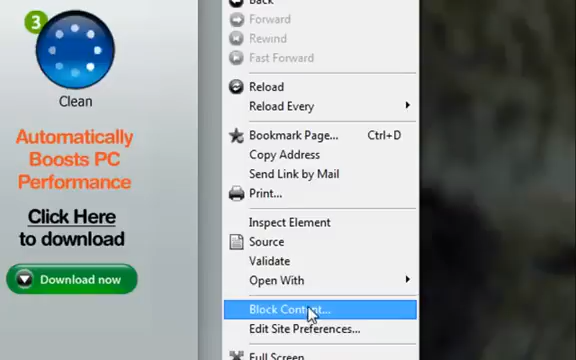 3
Clean
Automatically
Boosts PC
Performance
Click Here
to download
Download now
Back
Forward
Rewind
Fast Forward
Reload
Reload Every
Bookmark Page... Ctrl+D
Copy Address
Send Link by Mail
Print...
Inspect Element
Source
Validate
Open With
Block Content...
Edit Site Preferences...
Full Screen